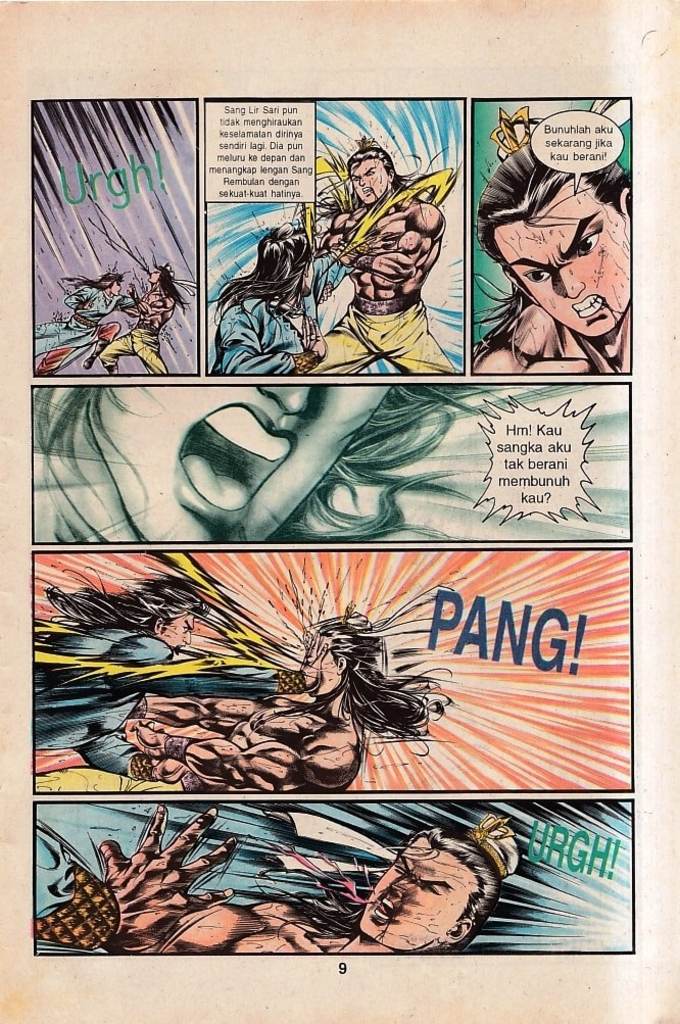 Urgh!
Sang Lir Sari pun
tidak menghiraukan
keselamatan dirinya
sendiri lagi. Dia pun
meluru ke depan dan
menangkap lengan Sang
Rembulan dengan
sekuat-kuat hatinya.
Bunuhlah aku
sekarang jika
kau berani!
Hm! Kau
sangka aku
tak berani
membunuh
kau?
PANG!
URGH!
9